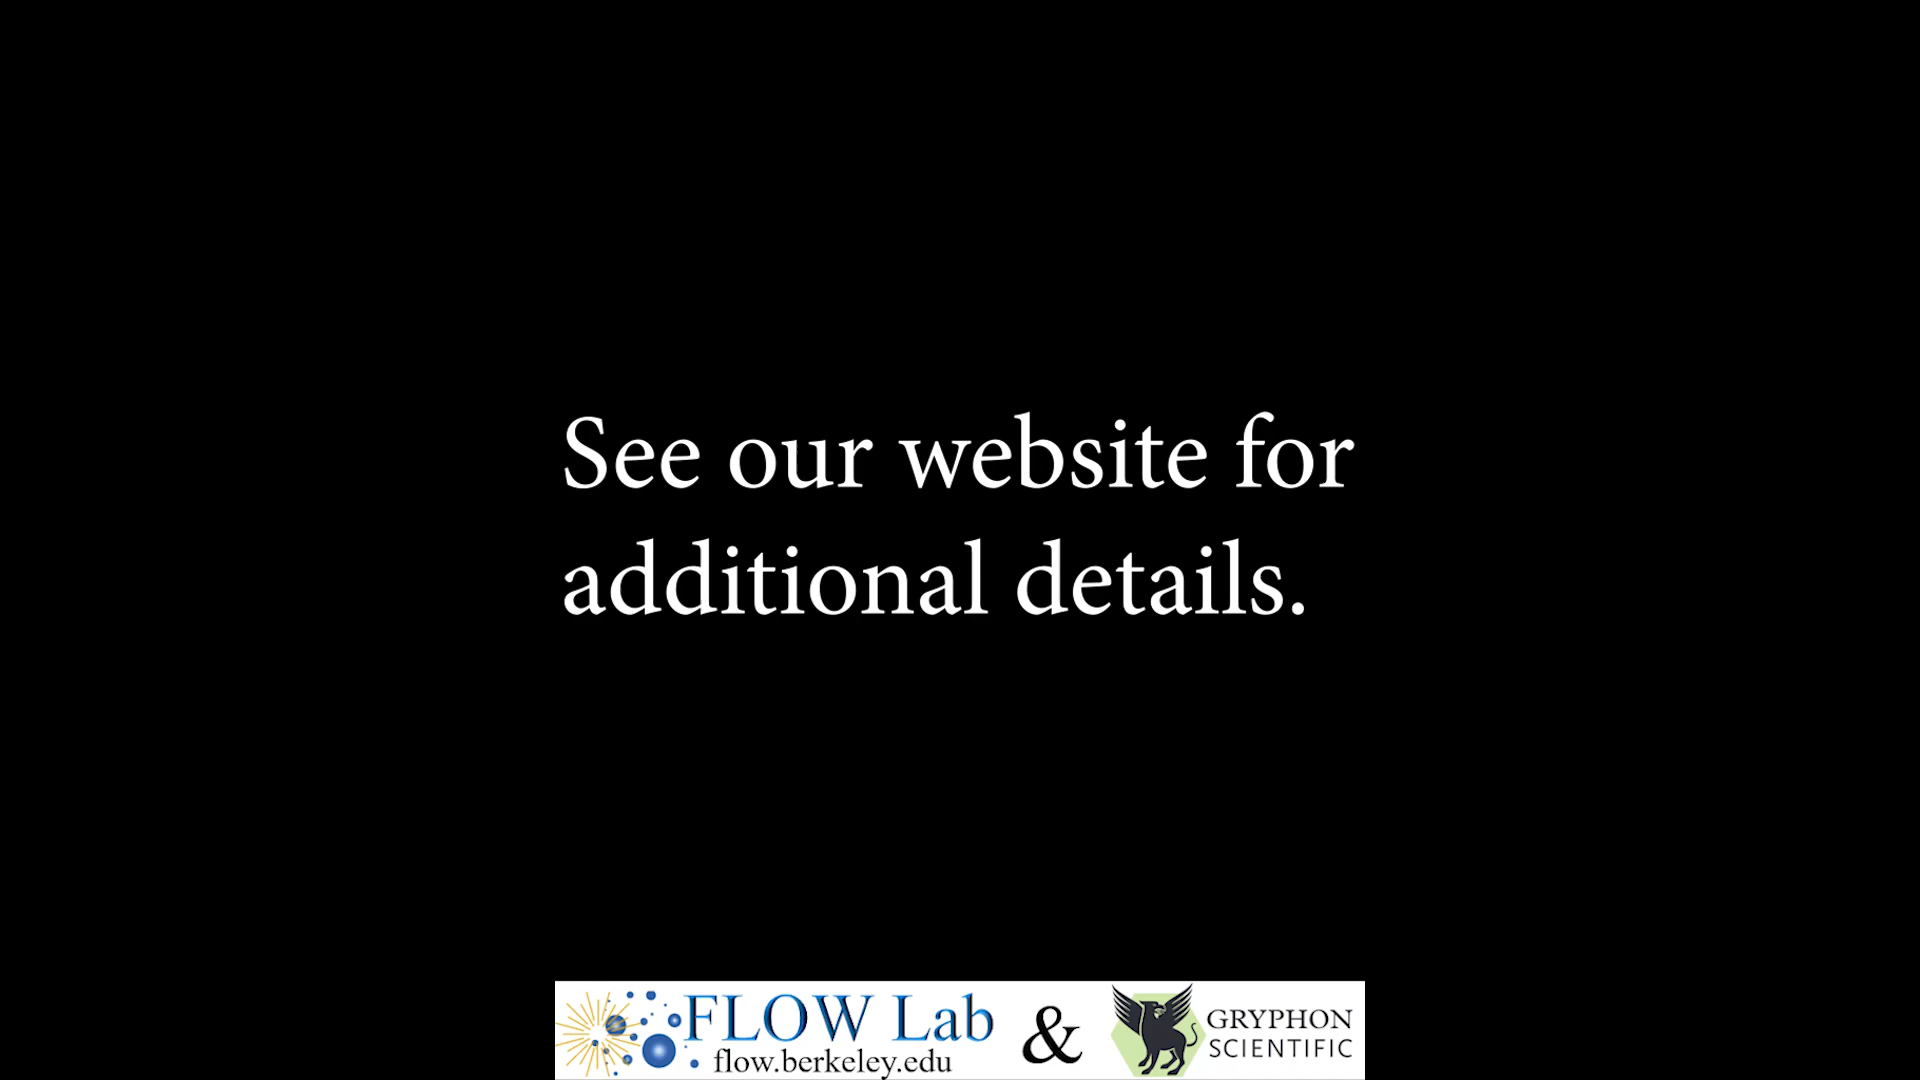 See our website for
additional details.
FLOW Lab
flow.berkeley.edu
&
GRYPHON
SCIENTIFIC